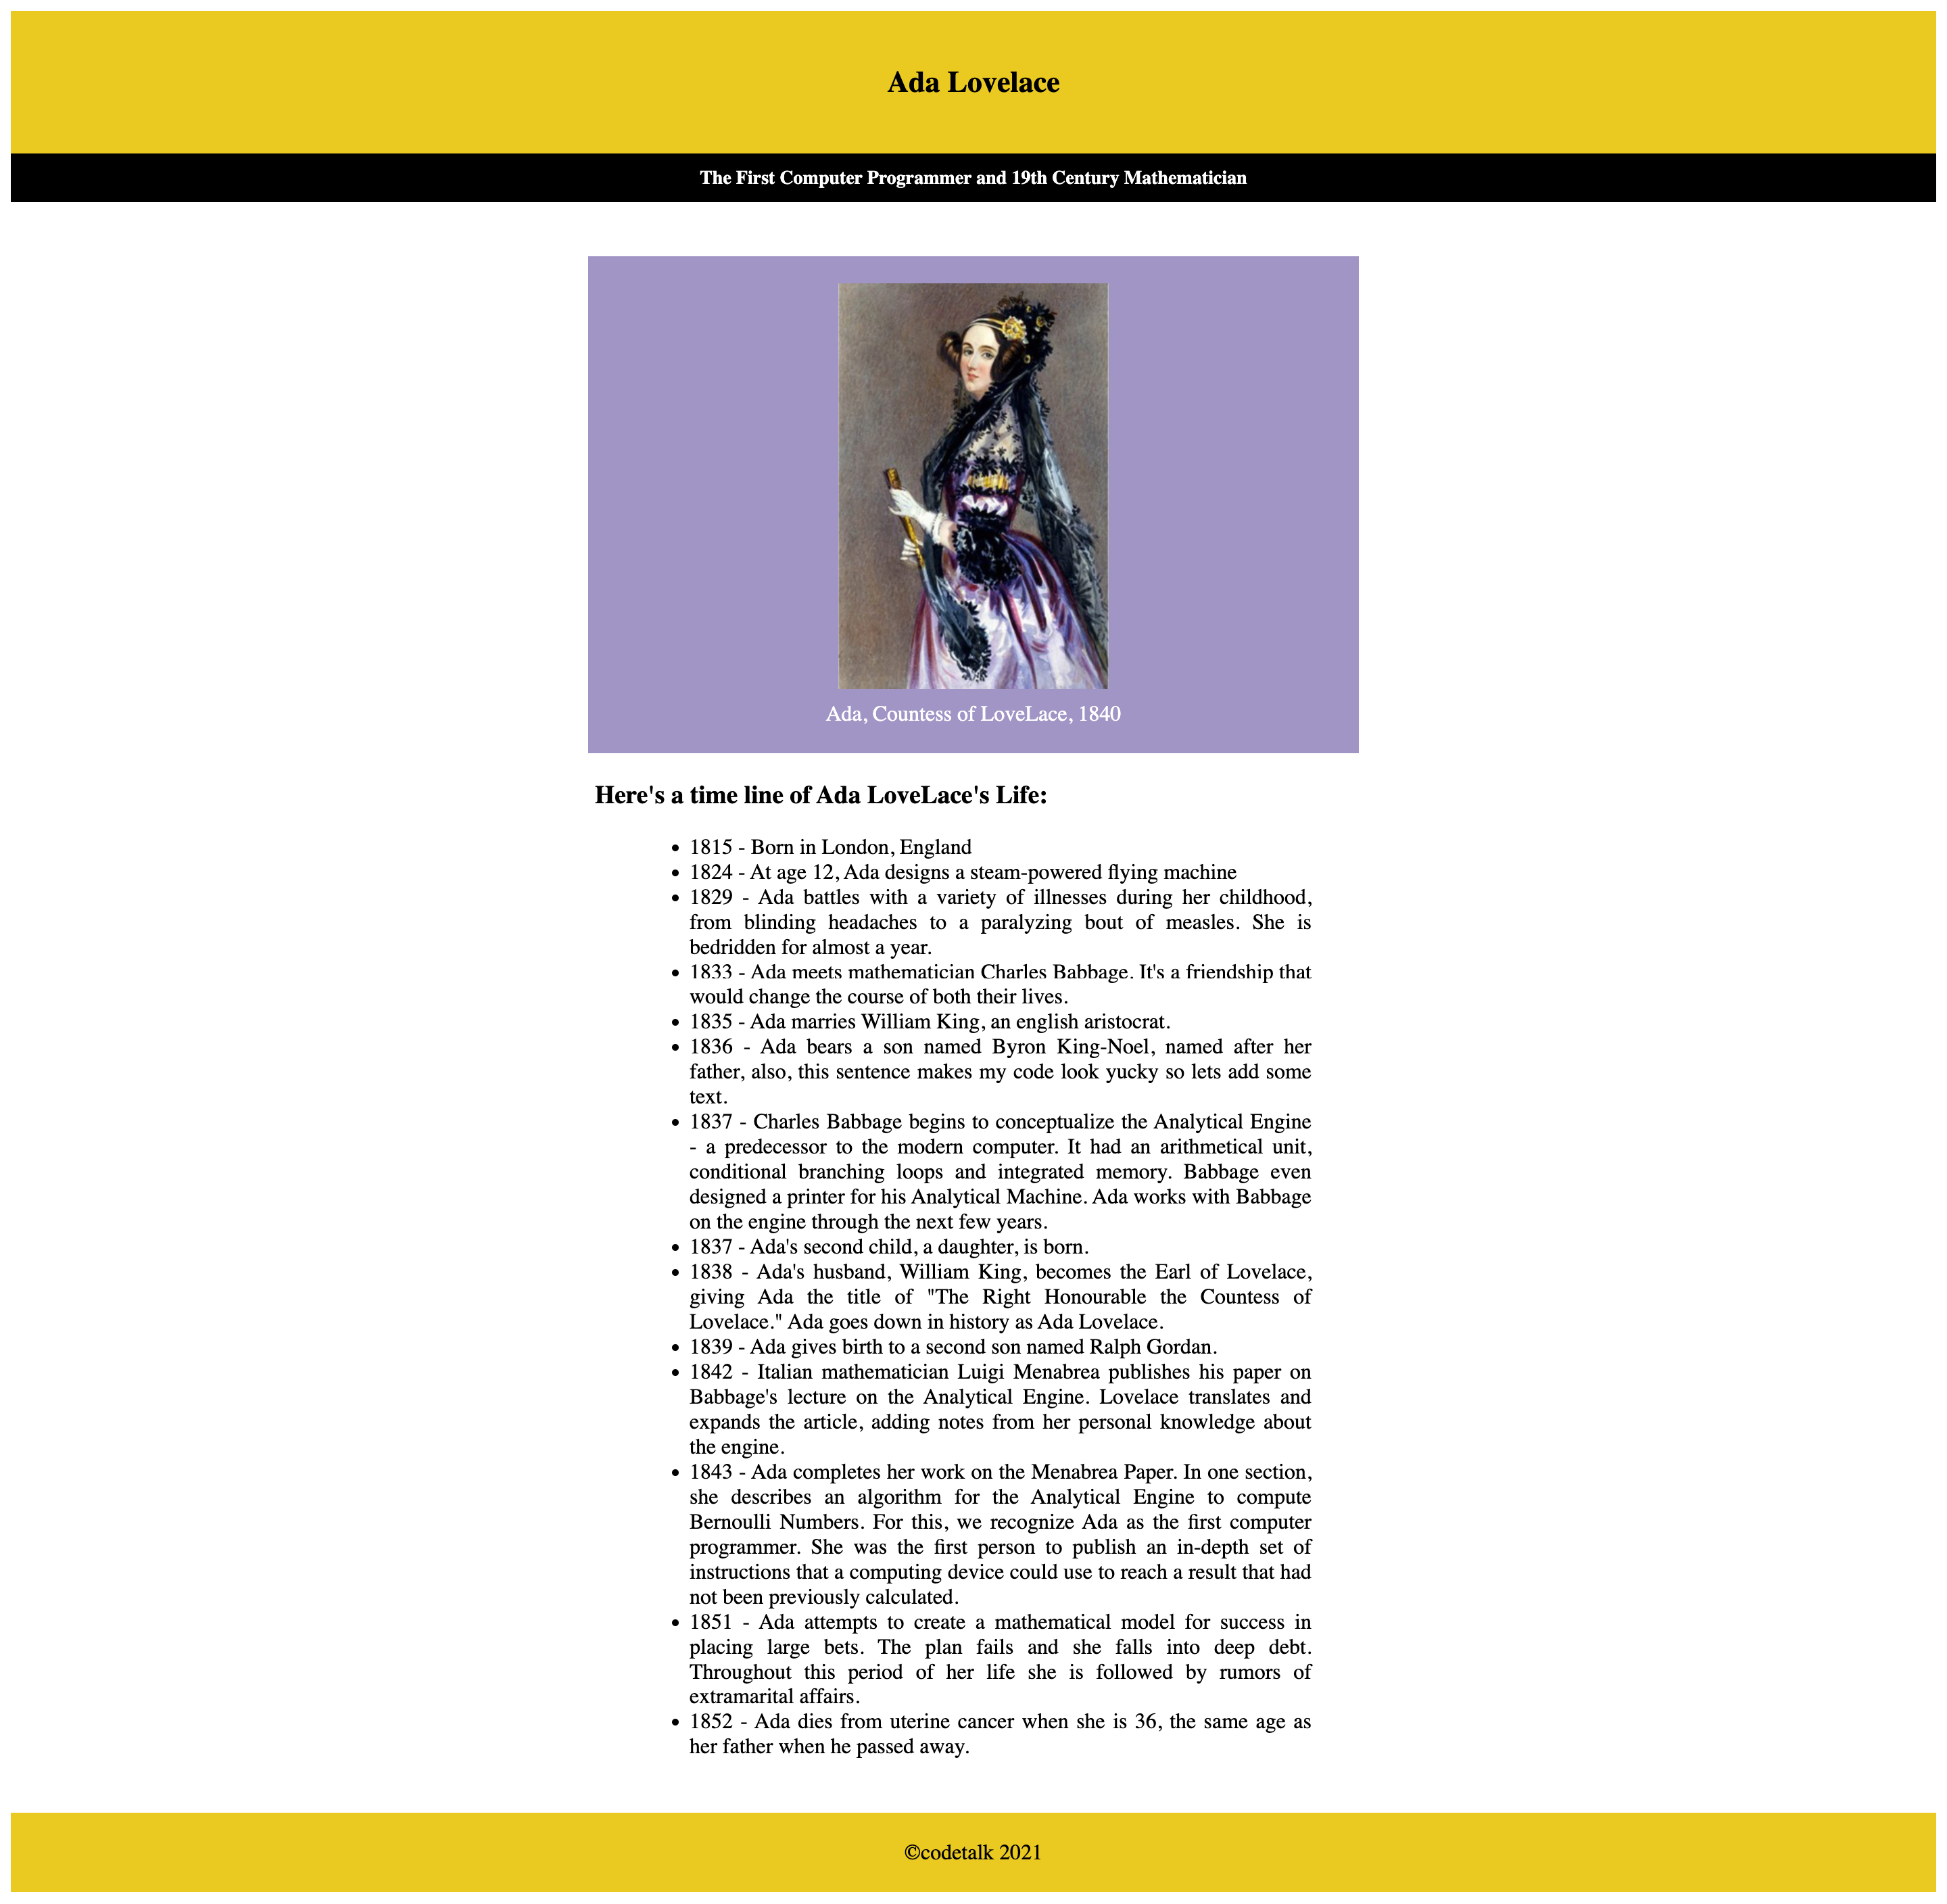 Ada Lovelace
The First Computer Programmer and 19th Century Mathematician
Ada, Countess of LoveLace, 1840
Here's a time line of Ada LoveLace's Life:
• 1815 - Born in London, England
• 1824 - At age 12, Ada designs a steam-powered flying machine
• 1829 - Ada battles with a variety of illnesses during her childhood,
from blinding headaches to a paralyzing bout of measles. She is
bedridden for almost a year.
• 1833 - Ada meets mathematician Charles Babbage. It's a friendship that
would change the course of both their lives.
• 1835 - Ada marries William King, an english aristocrat.
• 1836 - Ada bears a son named Byron King-Noel, named after her
father, also, this sentence makes my code look yucky so lets add some
text.
• 1837 - Charles Babbage begins to conceptualize the Analytical Engine
- a predecessor to the modern computer. It had an arithmetical unit,
conditional branching loops and integrated memory. Babbage even
designed a printer for his Analytical Machine. Ada works with Babbage
on the engine through the next few years.
• 1837 - Ada's second child, a daughter, is born.
• 1838 - Ada's husband, William King, becomes the Earl of Lovelace,
giving Ada the title of "The Right Honourable the Countess of
Lovelace." Ada goes down in history as Ada Lovelace.
• 1839 - Ada gives birth to a second son named Ralph Gordan.
• 1842 - Italian mathematician Luigi Menabrea publishes his paper on
Babbage's lecture on the Analytical Engine. Lovelace translates and
expands the article, adding notes from her personal knowledge about
the engine.
• 1843 - Ada completes her work on the Menabrea Paper. In one section,
she describes an algorithm for the Analytical Engine to compute
Bernoulli Numbers. For this, we recognize Ada as the first computer
programmer. She was the first person to publish an in-depth set of
instructions that a computing device could use to reach a result that had
not been previously calculated.
• 1851 - Ada attempts to create a mathematical model for success in
placing large bets. The plan fails and she falls into deep debt.
Throughout this period of her life she is followed by rumors of
extramarital affairs.
• 1852 - Ada dies from uterine cancer when she is 36, the same age as
her father when he passed away.
©codetalk 2021